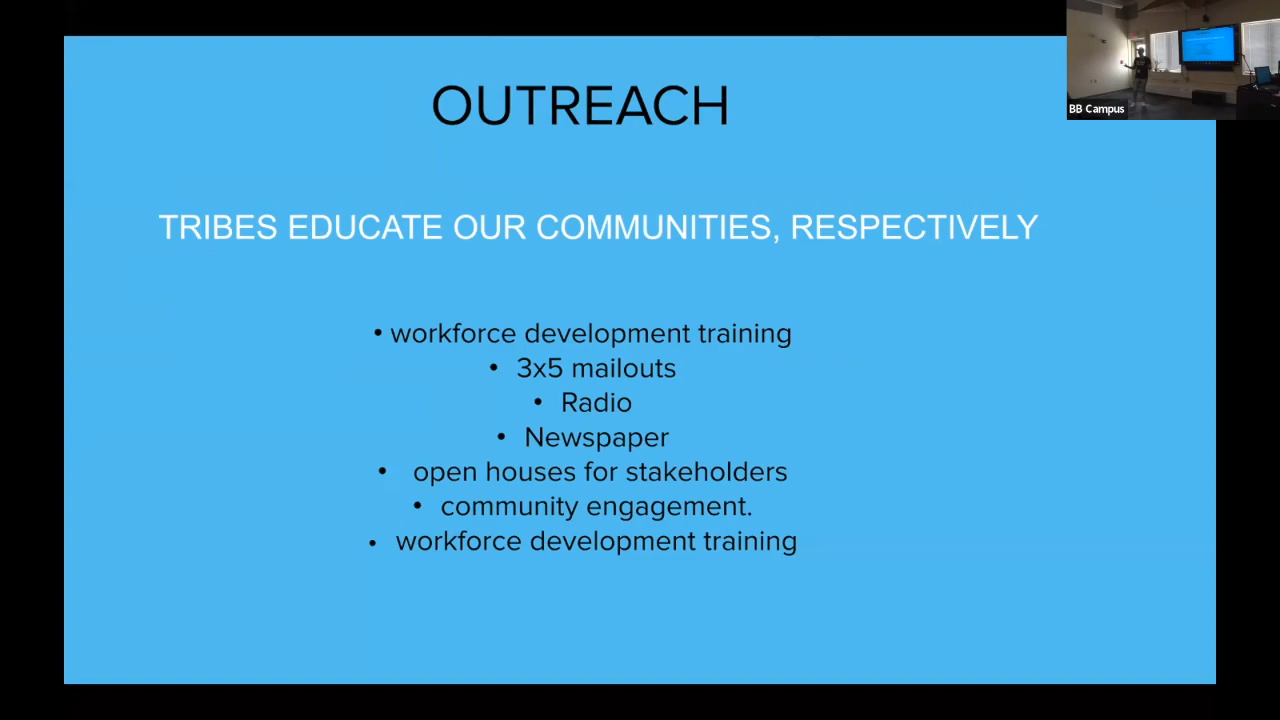 OUTREACH
BB Campus
TRIBES EDUCATE OUR COMMUNITIES, RESPECTIVELY
• workforce development training
• 3x5 mailouts
• Radio
• Newspaper
• open houses for stakeholders
• community engagement.
• workforce development training